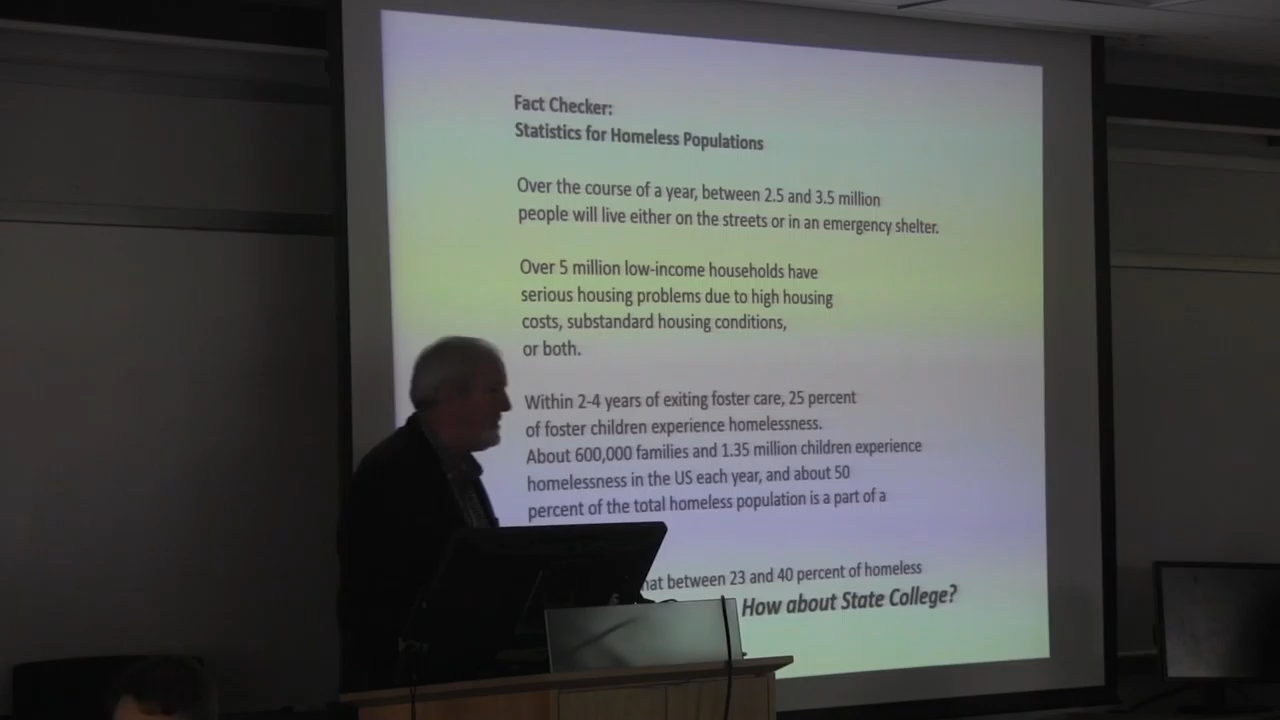 Fact Checker:
Statistics for Homeless Populations
Over the course of a year, between 2.5 and 3.5 million
people will live either on the streets or in an emergency shelter.
Over 5 million low-income households have
serious housing problems due to high housing
costs, substandard housing conditions,
or both.
Within 2-4 years of exiting foster care, 25 percent
of foster children experience homelessness.
About 600,000 families and 1.35 million children experience
homelessness in the US each year, and about 50
percent of the total homeless population is a part of a
between 23 and 40 percent of homeless
How about State College?